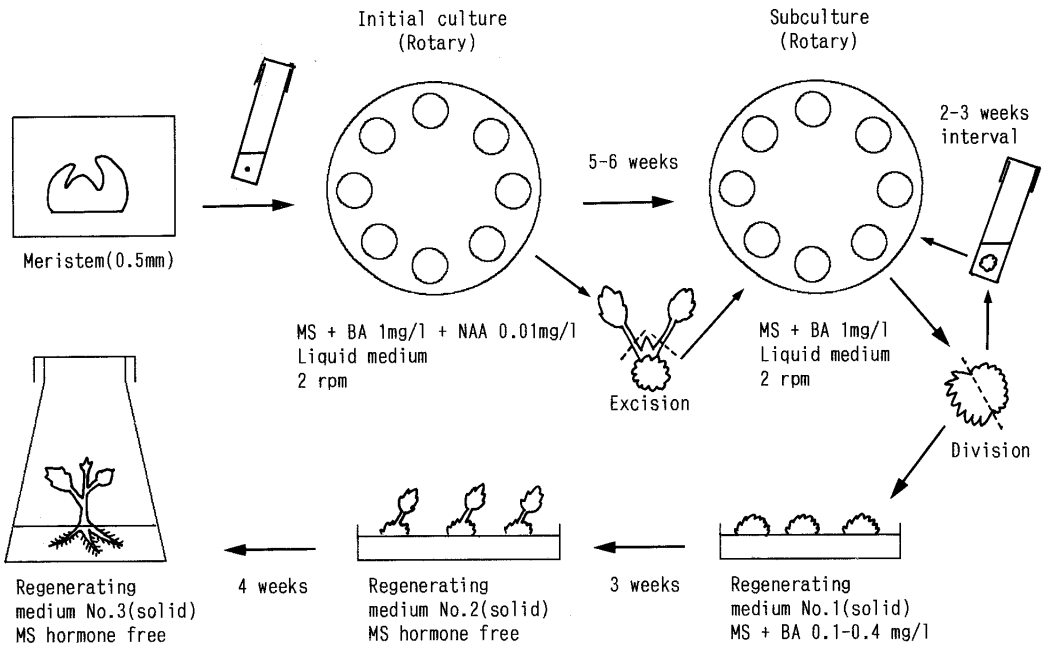 Initial culture
(Rotary)
Subculture
(Rotary)
2-3 weeks
interval
5-6 weeks
Meristem(0.5mm)
MS + BA 1mg/l + NAA 0.01mg/l
Liquid medium
2 rpm
Excision
MS + BA 1mg/l
Liquid medium
2 rpm
Division
Regenerating
medium No.3(solid)
MS hormone free
4 weeks
Regenerating
medium No.2(solid)
MS hormone free
3 weeks
Regenerating
medium No.1(solid)
MS + BA 0.1-0.4 mg/l